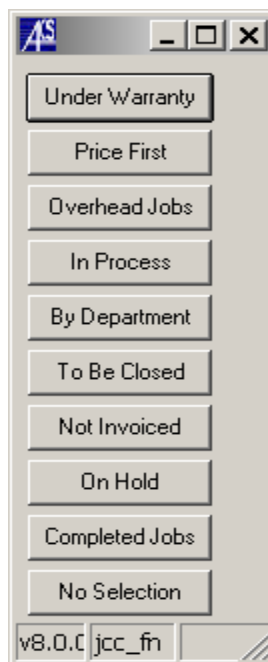 A's
Under Warranty
Price First
Overhead Jobs
In Process
By Department
To Be Closed
Not Invoiced
On Hold
Completed Jobs
No Selection
v8.0.0 jcc_fn